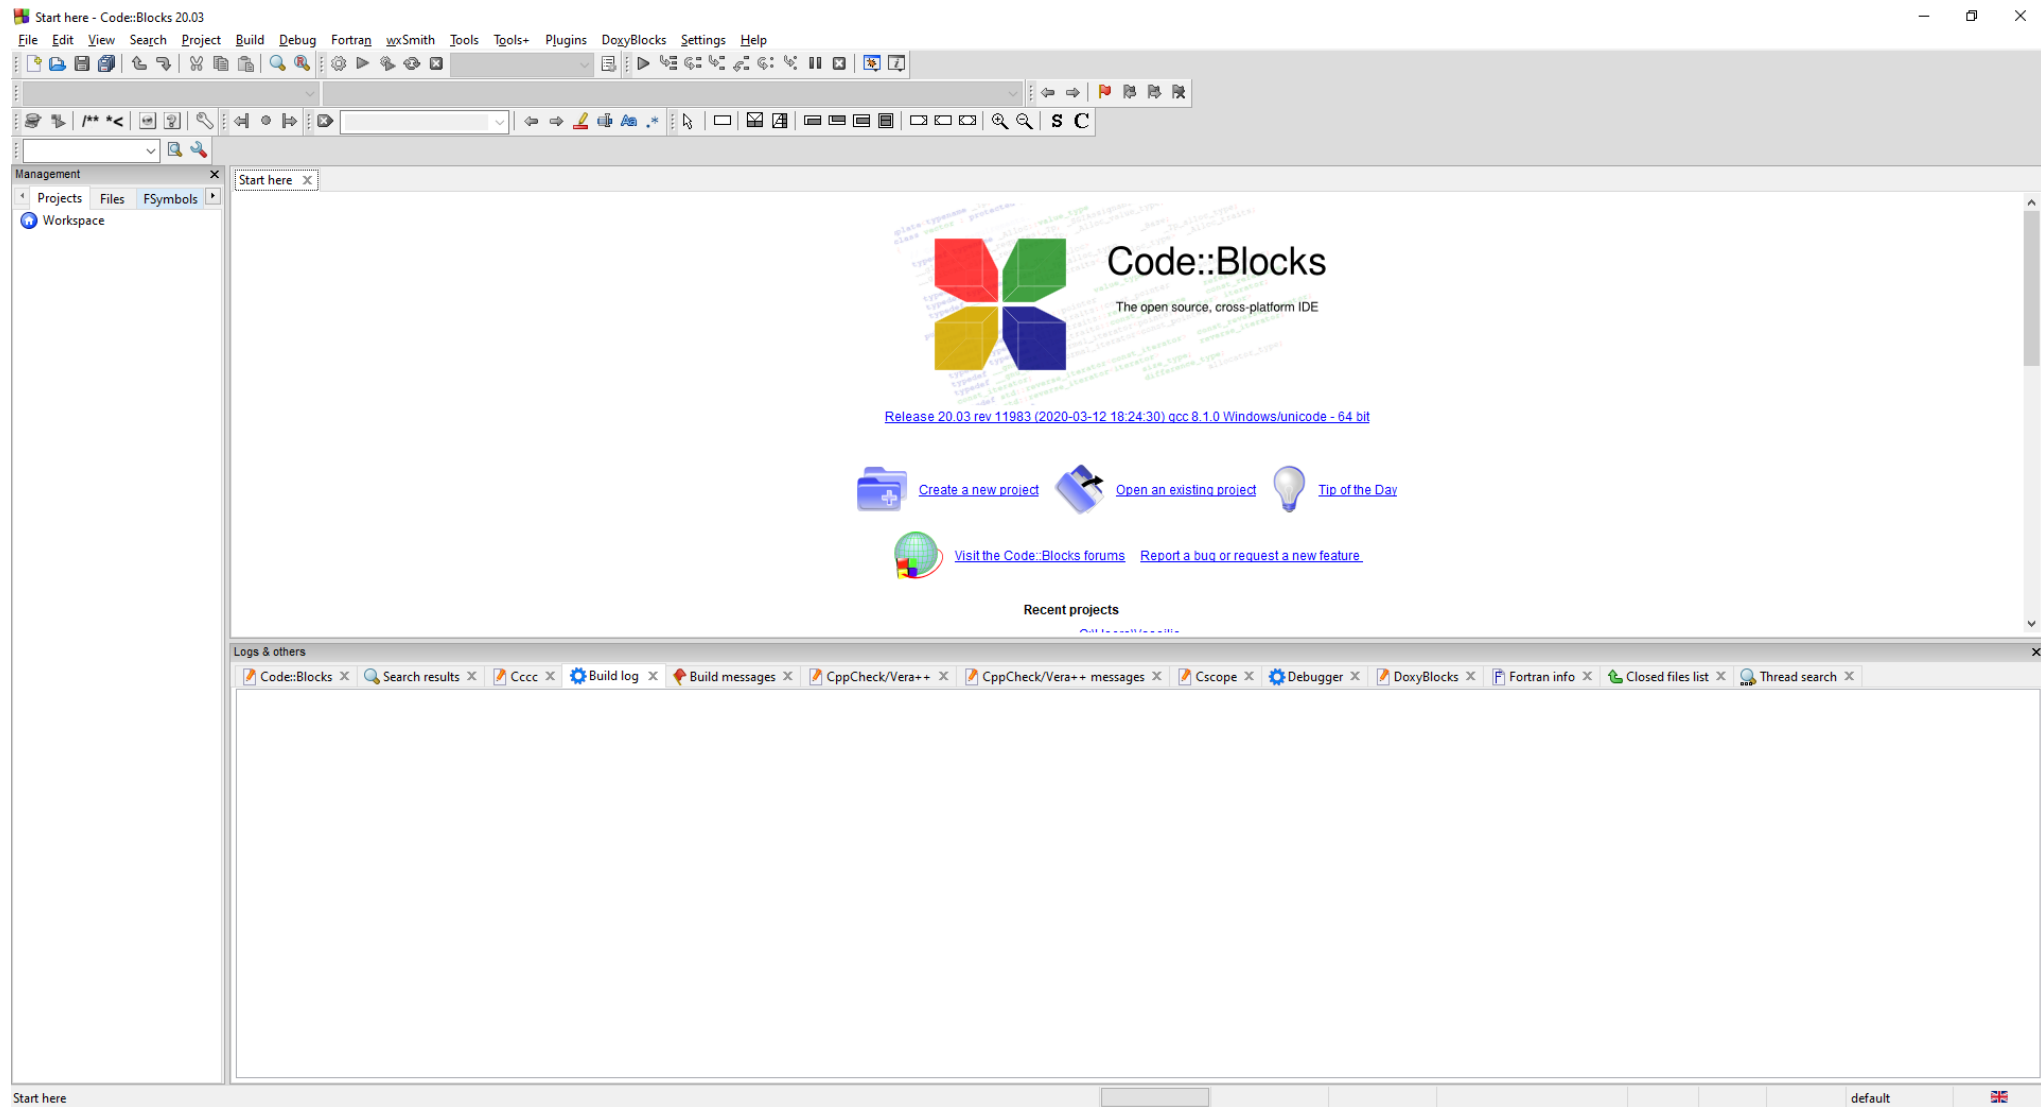 Start here - Code::Blocks 20.03
File Edit View Search Project Build Debug Fortran wxSmith Tools Tools+ Plugins DoxyBlocks Settings Help
/** *<
S C
Management
Projects Files FSymbols
Workspace
Start here
Code::Blocks
The open source, cross-platform IDE
Release 20.03 rev 11983 (2020-03-12 18:24:30) gcc 8.1.0 Windows/unicode - 64 bit
Create a new project Open an existing project Tip of the Day
Visit the Code::Blocks forums Report a bug or request a new feature
Recent projects
Logs & others
Code::Blocks Search results Cccc Build log Build messages CppCheck/Vera++ CppCheck/Vera++ messages Cscope Debugger DoxyBlocks Fortran info Closed files list Thread search
Start here default